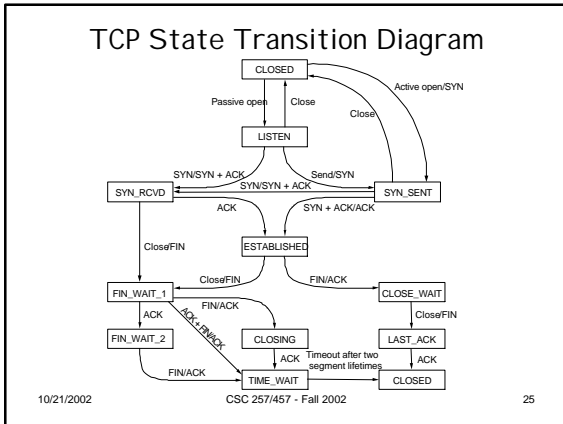 TCP State Transition Diagram
CLOSED
Active open/SYN
Passive open
Close
Close
LISTEN
SYN/SYN + ACK
Send/SYN
SYN_RCVD
SYN/SYN + ACK
SYN_SENT
ACK
SYN + ACK/ACK
Close/FIN
ESTABLISHED
Close/FIN
FIN/ACK
FIN_WAIT_1
CLOSE_WAIT
FIN/ACK
ACK
ACK+FIN/ACK
Close/FIN
FIN_WAIT_2
CLOSING
LAST_ACK
ACK
Timeout after two
segment lifetimes
ACK
FIN/ACK
TIME_WAIT
CLOSED
10/21/2002
CSC 257/457 - Fall 2002
25